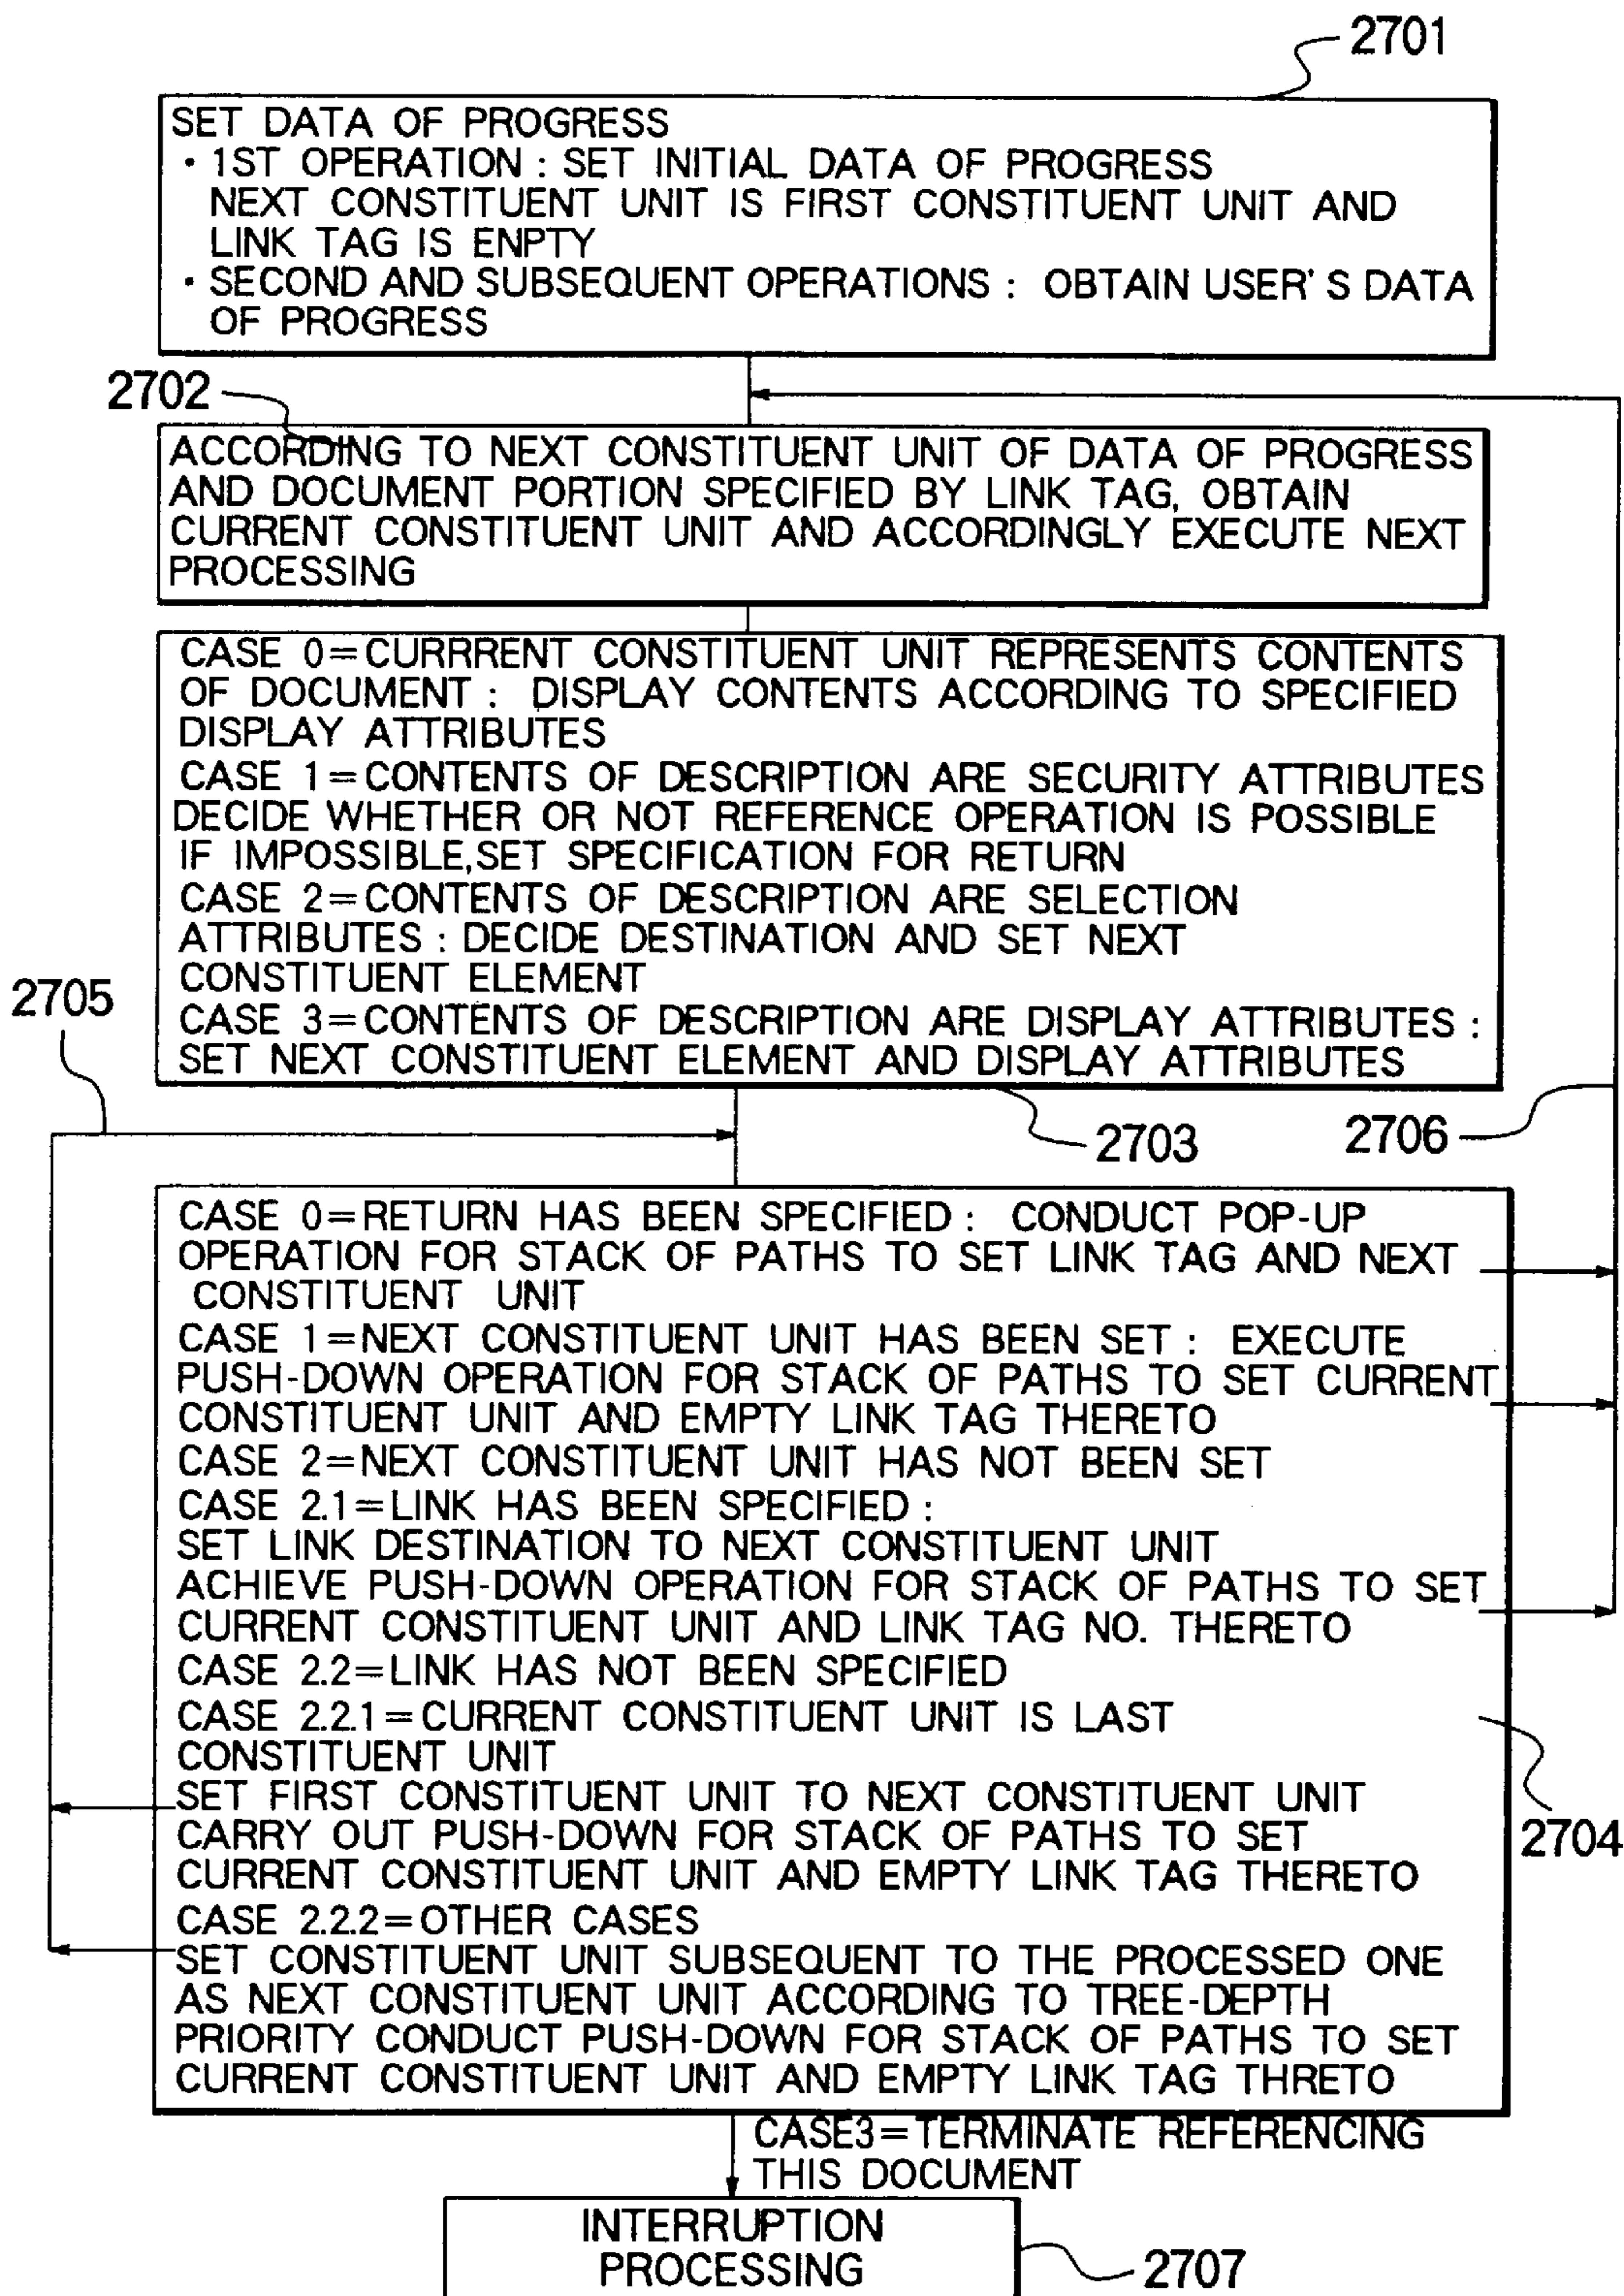 2701
SET DATA OF PROGRESS
· 1ST OPERATION : SET INITIAL DATA OF PROGRESS
NEXT CONSTITUENT UNIT IS FIRST CONSTITUENT UNIT AND
LINK TAG IS ENPTY
· SECOND AND SUBSEQUENT OPERATIONS : OBTAIN USER'S DATA
OF PROGRESS
2702
ACCORDING TO NEXT CONSTITUENT UNIT OF DATA OF PROGRESS
AND DOCUMENT PORTION SPECIFIED BY LINK TAG, OBTAIN
CURRENT CONSTITUENT UNIT AND ACCORDINGLY EXECUTE NEXT
PROCESSING
CASE 0=CURRRENT CONSTITUENT UNIT REPRESENTS CONTENTS
OF DOCUMENT : DISPLAY CONTENTS ACCORDING TO SPECIFIED
DISPLAY ATTRIBUTES
CASE 1=CONTENTS OF DESCRIPTION ARE SECURITY ATTRIBUTES
DECIDE WHETHER OR NOT REFERENCE OPERATION IS POSSIBLE
IF IMPOSSIBLE,SET SPECIFICATION FOR RETURN
CASE 2=CONTENTS OF DESCRIPTION ARE SELECTION
ATTRIBUTES : DECIDE DESTINATION AND SET NEXT
CONSTITUENT ELEMENT
CASE 3=CONTENTS OF DESCRIPTION ARE DISPLAY ATTRIBUTES :
SET NEXT CONSTITUENT ELEMENT AND DISPLAY ATTRIBUTES
2705
2703
2706
CASE 0=RETURN HAS BEEN SPECIFIED : CONDUCT POP-UP
OPERATION FOR STACK OF PATHS TO SET LINK TAG AND NEXT
CONSTITUENT UNIT
CASE 1=NEXT CONSTITUENT UNIT HAS BEEN SET : EXECUTE
PUSH-DOWN OPERATION FOR STACK OF PATHS TO SET CURRENT
CONSTITUENT UNIT AND EMPTY LINK TAG THERETO
CASE 2=NEXT CONSTITUENT UNIT HAS NOT BEEN SET
CASE 2.1=LINK HAS BEEN SPECIFIED :
SET LINK DESTINATION TO NEXT CONSTITUENT UNIT
ACHIEVE PUSH-DOWN OPERATION FOR STACK OF PATHS TO SET
CURRENT CONSTITUENT UNIT AND LINK TAG NO. THERETO
CASE 2.2=LINK HAS NOT BEEN SPECIFIED
CASE 2.2.1=CURRENT CONSTITUENT UNIT IS LAST
CONSTITUENT UNIT
SET FIRST CONSTITUENT UNIT TO NEXT CONSTITUENT UNIT
CARRY OUT PUSH-DOWN FOR STACK OF PATHS TO SET
CURRENT CONSTITUENT UNIT AND EMPTY LINK TAG THERETO
2704
CASE 2.2.2=OTHER CASES
SET CONSTITUENT UNIT SUBSEQUENT TO THE PROCESSED ONE
AS NEXT CONSTITUENT UNIT ACCORDING TO TREE-DEPTH
PRIORITY CONDUCT PUSH-DOWN FOR STACK OF PATHS TO SET
CURRENT CONSTITUENT UNIT AND EMPTY LINK TAG THRETO
CASE3=TERMINATE REFERENCING
THIS DOCUMENT
INTERRUPTION
PROCESSING
2707